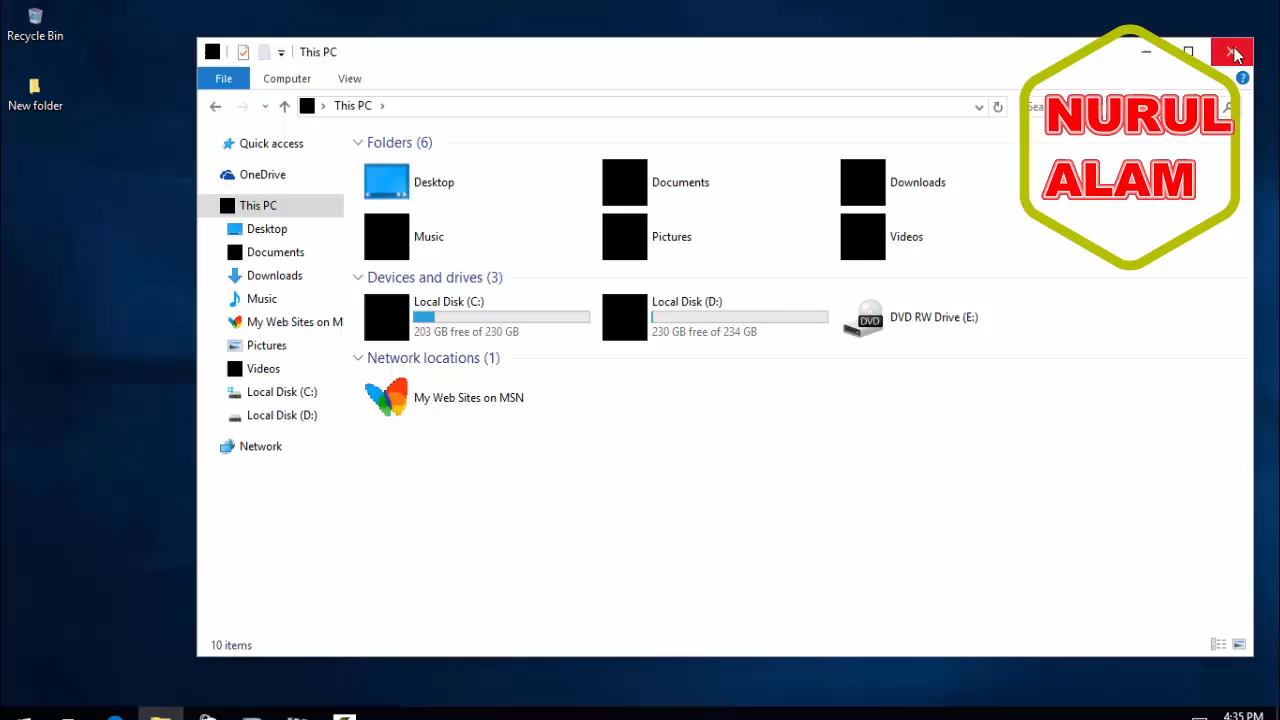 Recycle Bin
New folder
This PC
File Computer View
This PC
NURUL
ALAM
Quick access
OneDrive
This PC
Desktop
Documents
Downloads
Music
My Web Sites on M
Pictures
Videos
Local Disk (C:)
Local Disk (D:)
Network
Folders (6)
Desktop
Documents
Downloads
Music
Pictures
Videos
Devices and drives (3)
Local Disk (C:)
203 GB free of 230 GB
Local Disk (D:)
230 GB free of 234 GB
DVD RW Drive (E:)
DVD
Network locations (1)
My Web Sites on MSN
10 items
4:35 PM